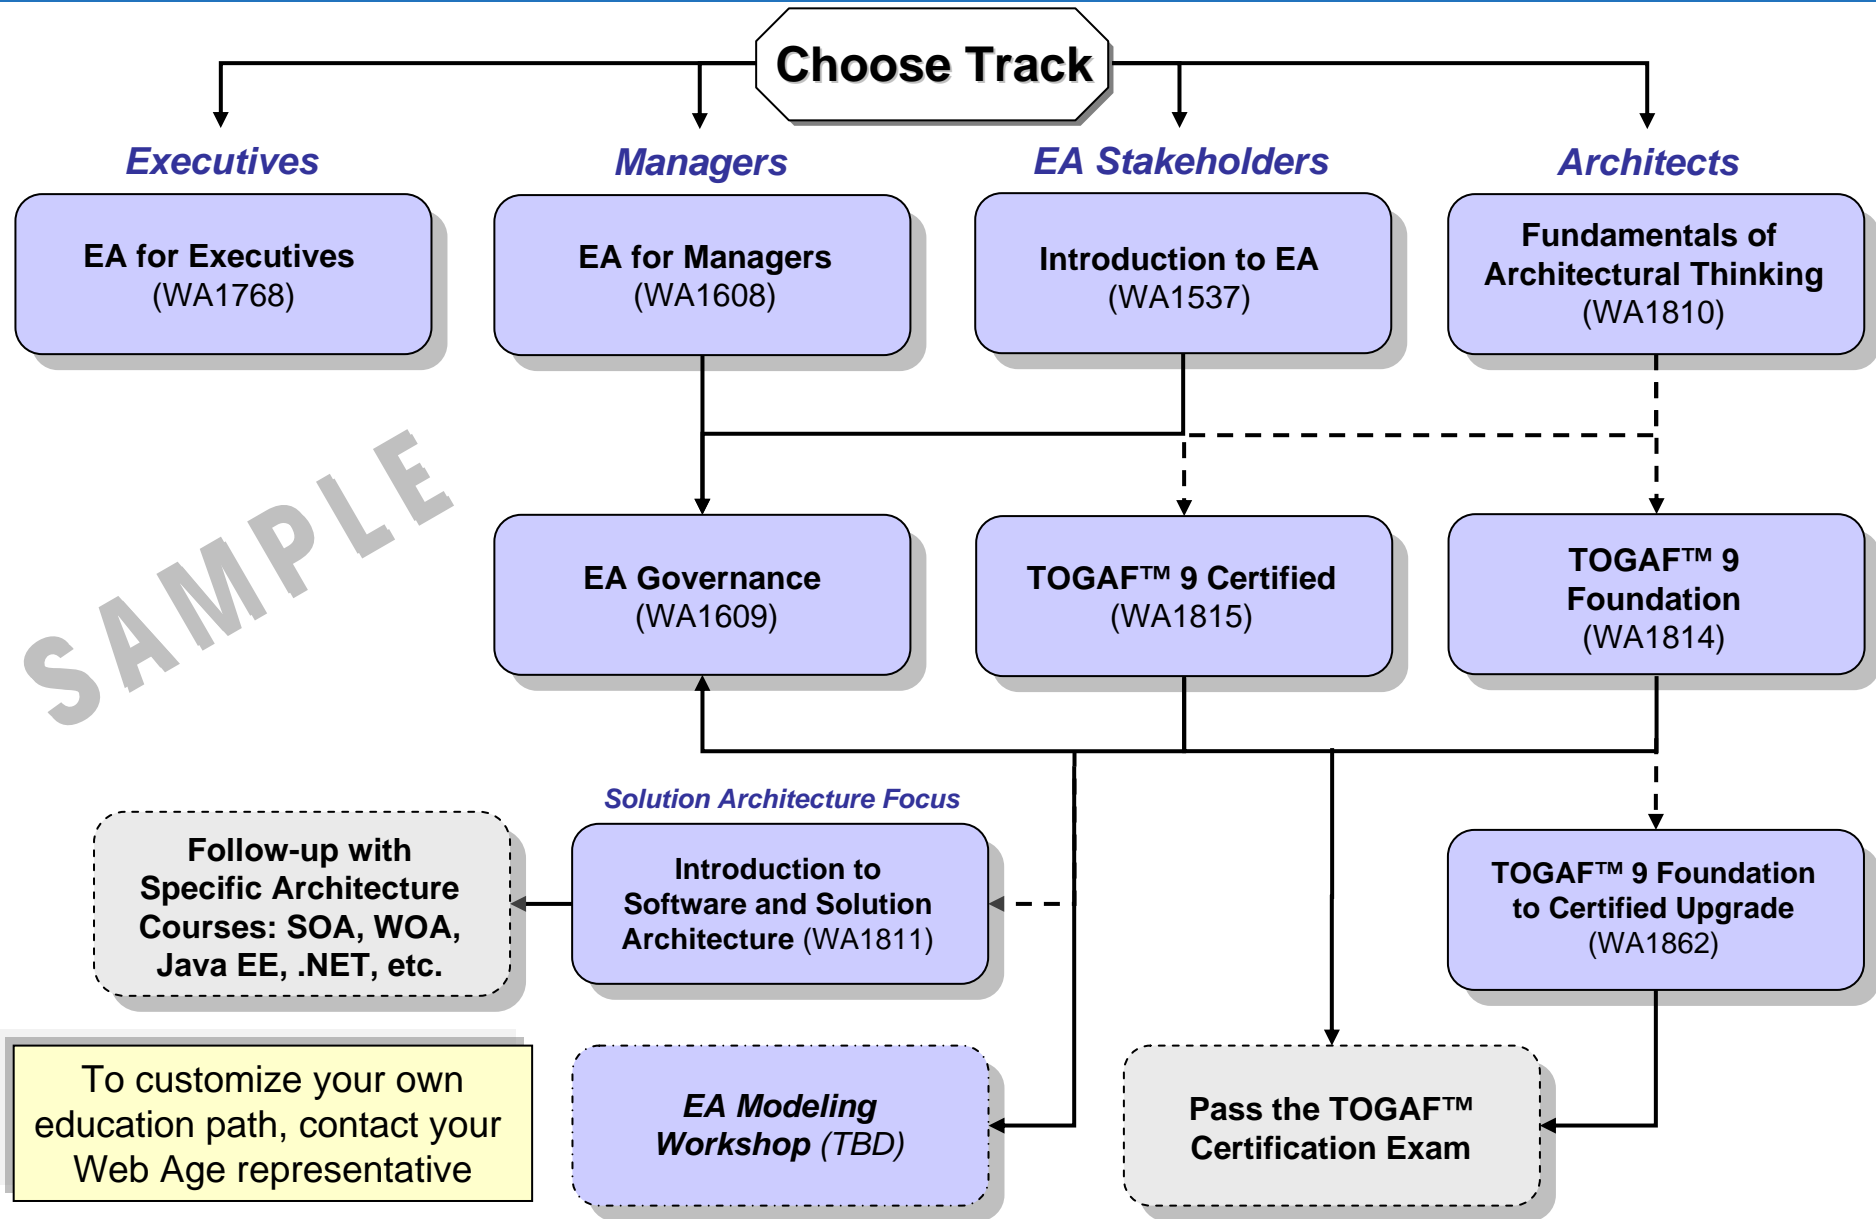 Choose Track
Executives
Managers
EA Stakeholders
Architects
EA for Executives
(WA1768)
EA for Managers
(WA1608)
Introduction to EA
(WA1537)
Fundamentals of
Architectural Thinking
(WA1810)
SAMPLE
EA Governance
(WA1609)
TOGAF™ 9 Certified
(WA1815)
TOGAF™ 9
Foundation
(WA1814)
Solution Architecture Focus
Follow-up with
Specific Architecture
Courses: SOA, WOA,
Java EE, .NET, etc.
Introduction to
Software and Solution
Architecture (WA1811)
TOGAF™ 9 Foundation
to Certified Upgrade
(WA1862)
To customize your own
education path, contact your
Web Age representative
EA Modeling
Workshop (TBD)
Pass the TOGAF™
Certification Exam